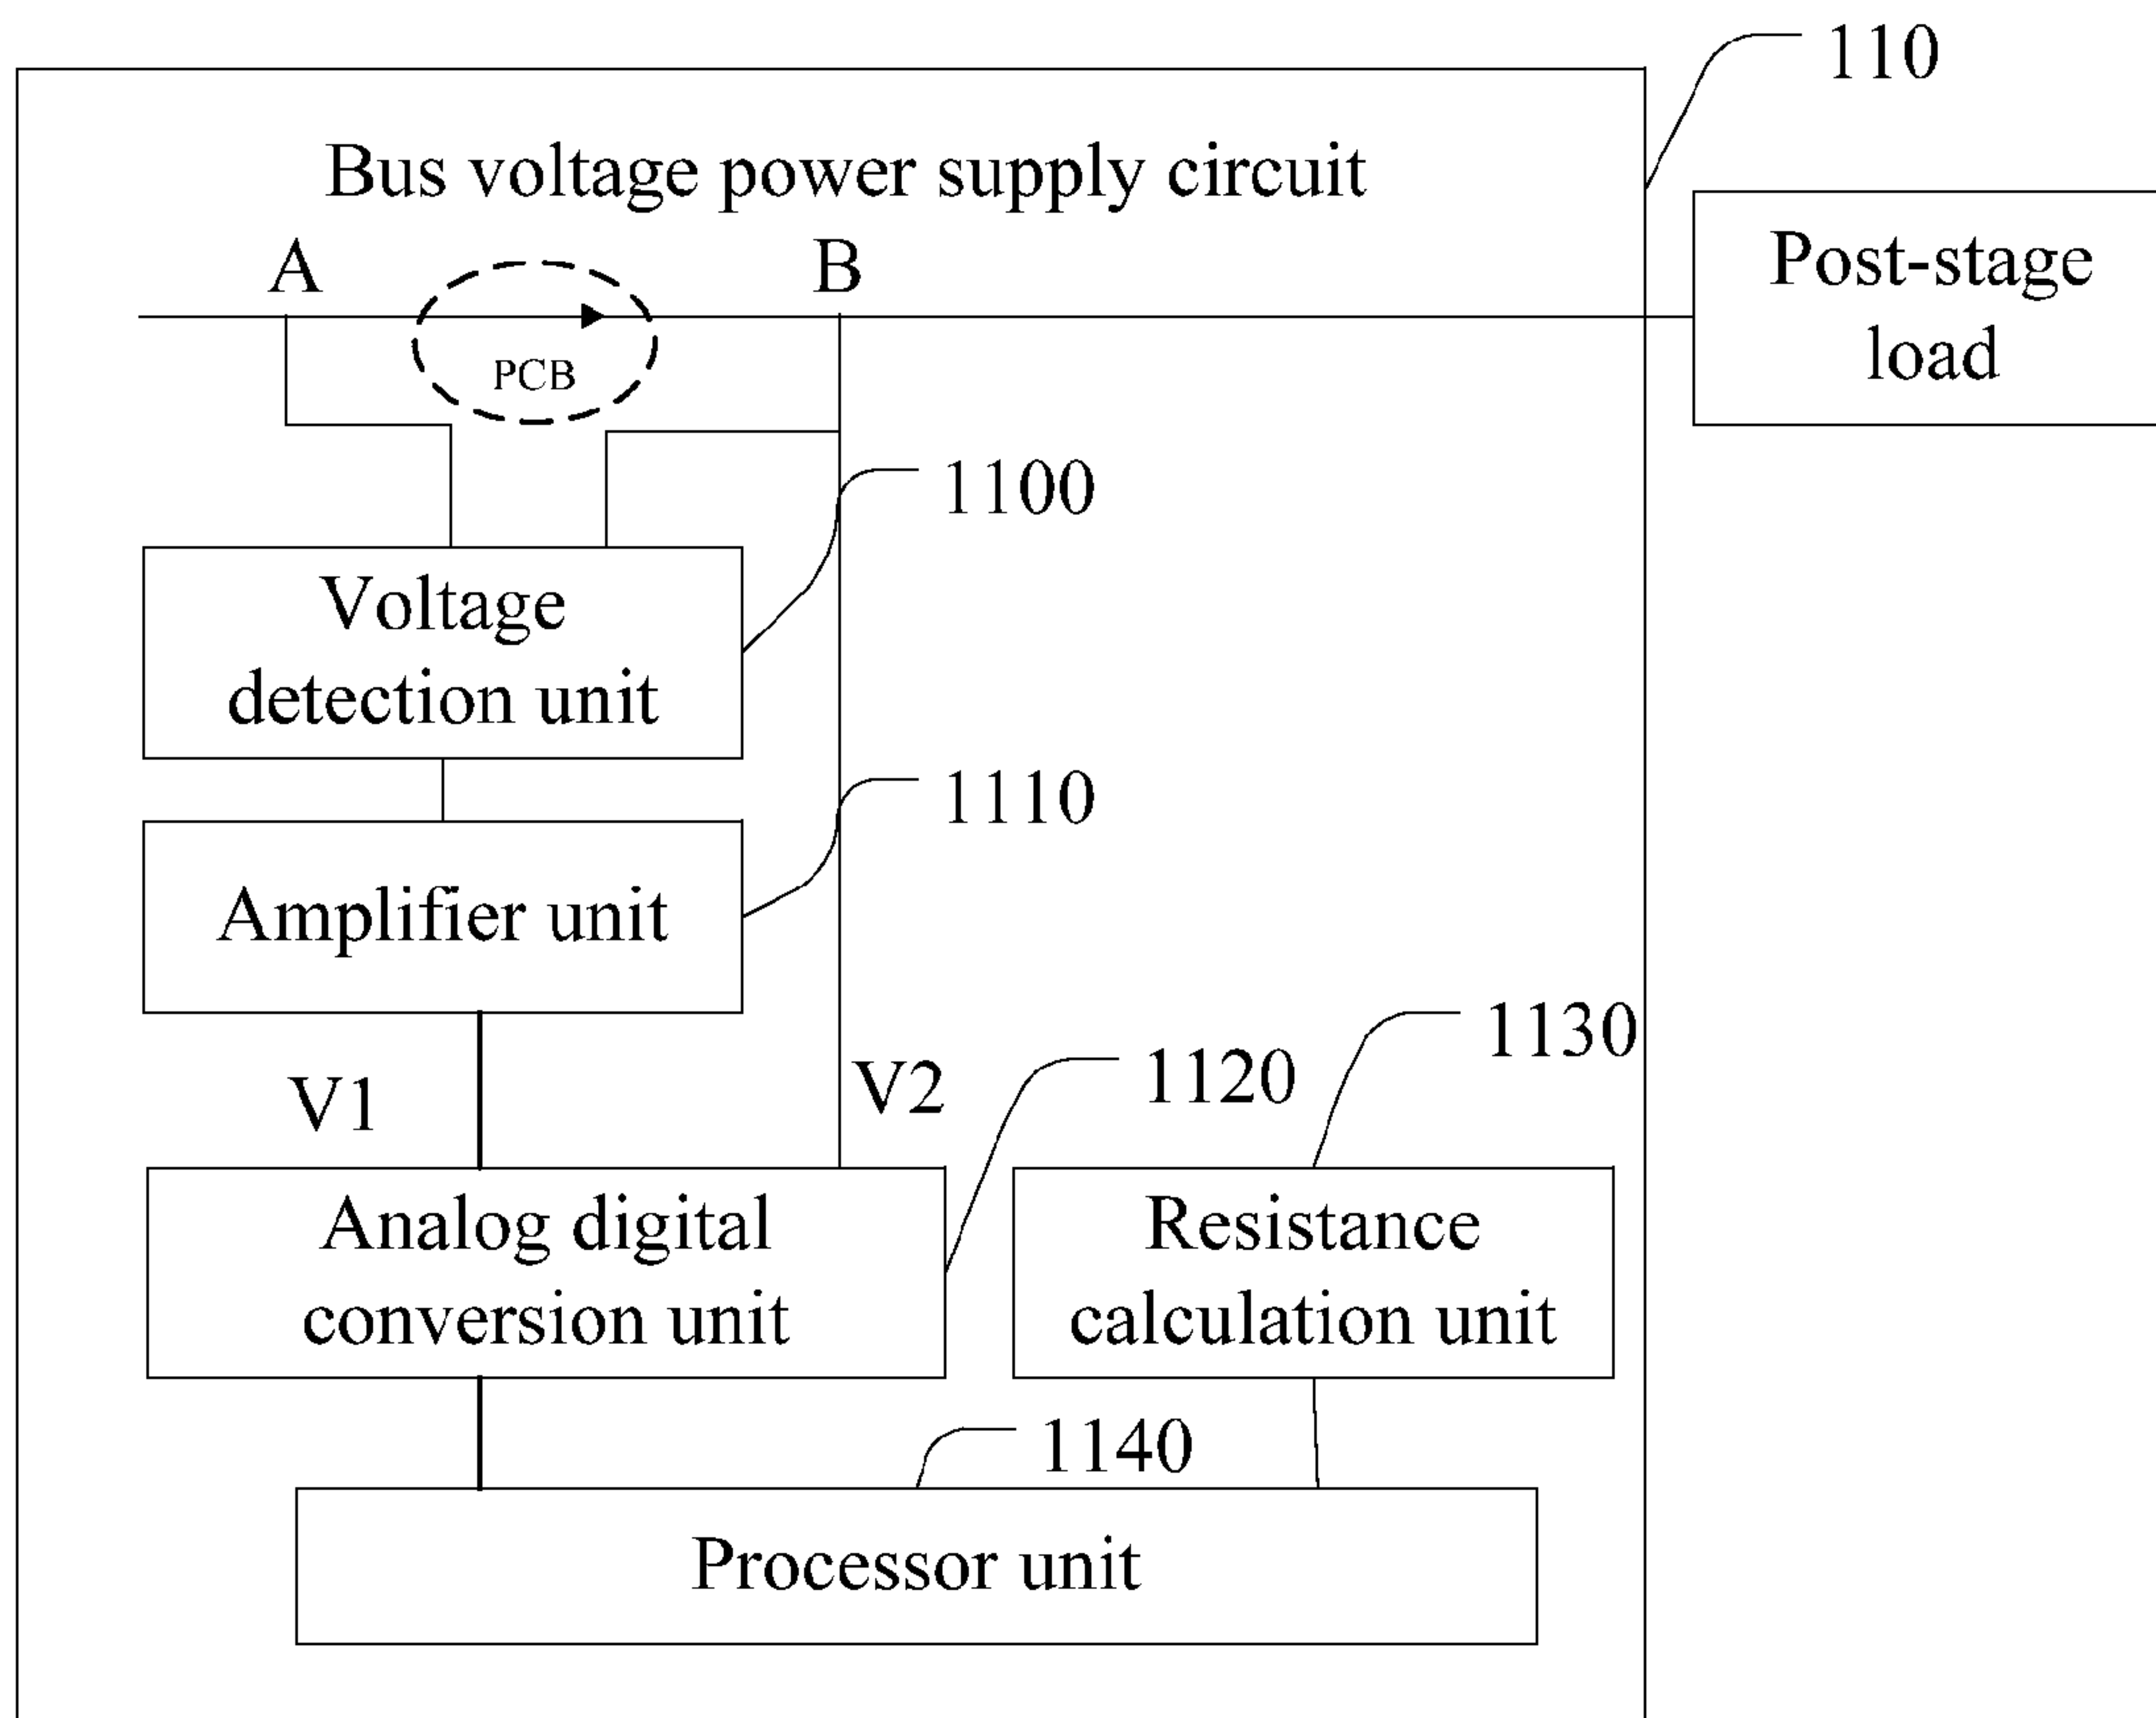 110
Bus voltage power supply circuit
A
B
Post-stage
load
PCB
1100
Voltage
detection unit
1110
Amplifier unit
1130
V1
V2
1120
Analog digital
conversion unit
Resistance
calculation unit
1140
Processor unit